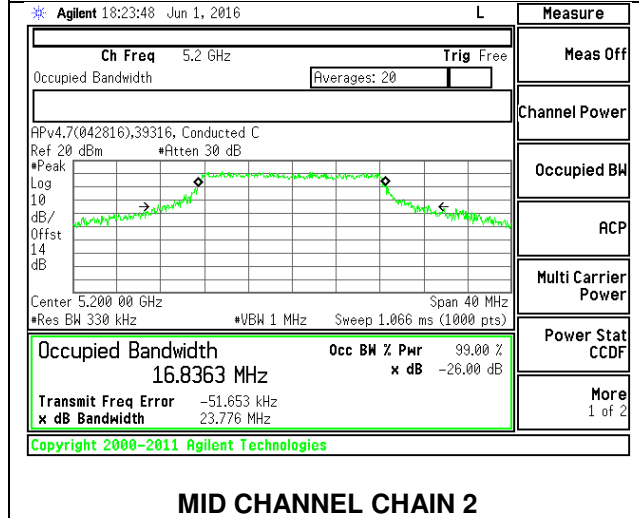 Agilent 18:23:48 Jun 1, 2016 L
Measure
Ch Freq 5.2 GHz Trig Free
Meas Off
Occupied Bandwidth Averages: 20
Channel Power
APv4.7(042816),39316, Conducted C
Ref 20 dBm #Atten 30 dB
#Peak
Log
10
dB/
Offst
14
dB
Occupied BW
ACP
Multi Carrier
Power
Center 5.200 00 GHz Span 40 MHz
#Res BW 330 kHz #VBW 1 MHz Sweep 1.066 ms (1000 pts)
Power Stat
CCDF
Occupied Bandwidth Occ BW % Pwr 99.00 %
16.8363 MHz x dB -26.00 dB
Transmit Freq Error -51.653 kHz
x dB Bandwidth 23.776 MHz
More
1 of 2
Copyright 2000-2011 Agilent Technologies
MID CHANNEL CHAIN 2